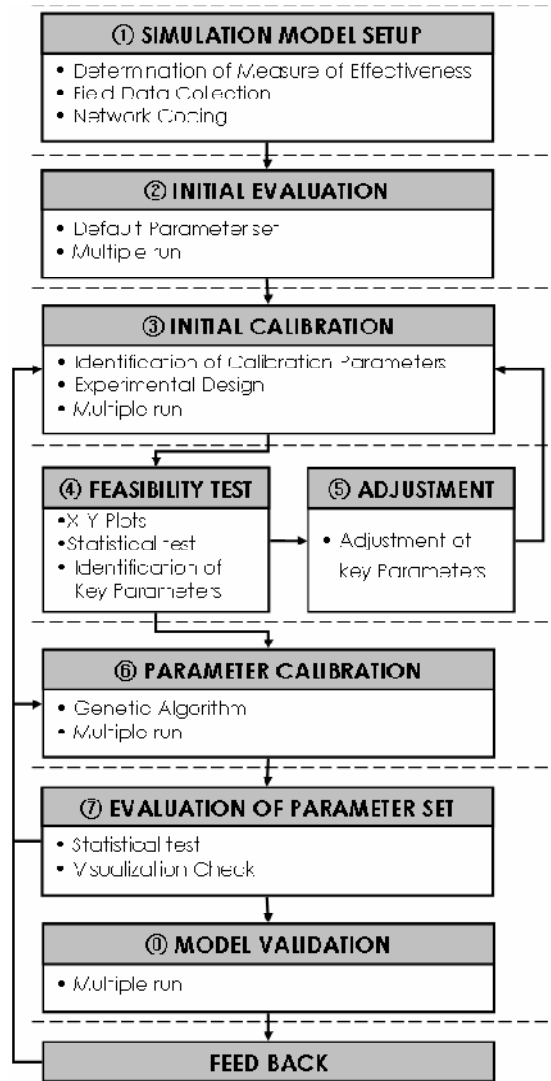 ① SIMULATION MODEL SETUP
• Determination of Measure of Effectiveness
• Field Data Collection
• Network Coding
② INITIAL EVALUATION
• Default Parameter set
• Multiple run
③ INITIAL CALIBRATION
• Identification of Calibration Parameters
• Experimental Design
• Multiple run
④ FEASIBILITY TEST
•X-Y Plots
•Statistical test
• Identification of
Key Parameters
⑤ ADJUSTMENT
• Adjustment of
key Parameters
⑥ PARAMETER CALIBRATION
• Genetic Algorithm
• Multiple run
⑦ EVALUATION OF PARAMETER SET
• Statistical test
• Visualization Check
⑧ MODEL VALIDATION
• Multiple run
FEED BACK